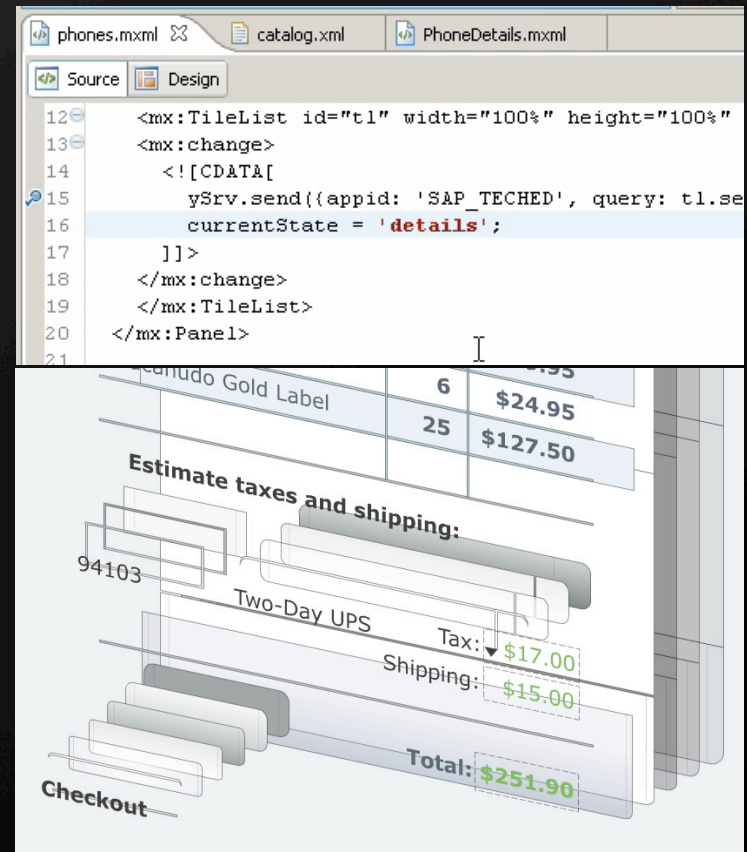 phones.mxml catalog.xml PhoneDetails.mxml
Source Design
12 <mx:TileList id="tl" width="100%" height="100%"
13 <mx:change>
14 <![CDATA[
15 ySrv.send({appid: 'SAP_TECHED', query: tl.se
16 currentState = 'details';
17 ]]>
18 </mx:change>
19 </mx:TileList>
20 </mx:Panel>
21
Gold Label 6 $24.95
25 $127.50
Estimate taxes and shipping:
94103
Two-Day UPS
Tax: $17.00
Shipping: $15.00
Total: $251.90
Checkout